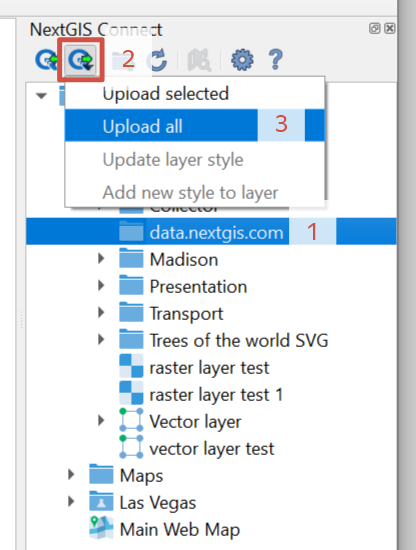 NextGIS Connect
2
?
Upload selected
Upload all 3
Update layer style
Add new style to layer
Collector
data.nextgis.com 1
Madison
Presentation
Transport
Trees of the world SVG
raster layer test
raster layer test 1
Vector layer
vector layer test
Maps
Las Vegas
Main Web Map